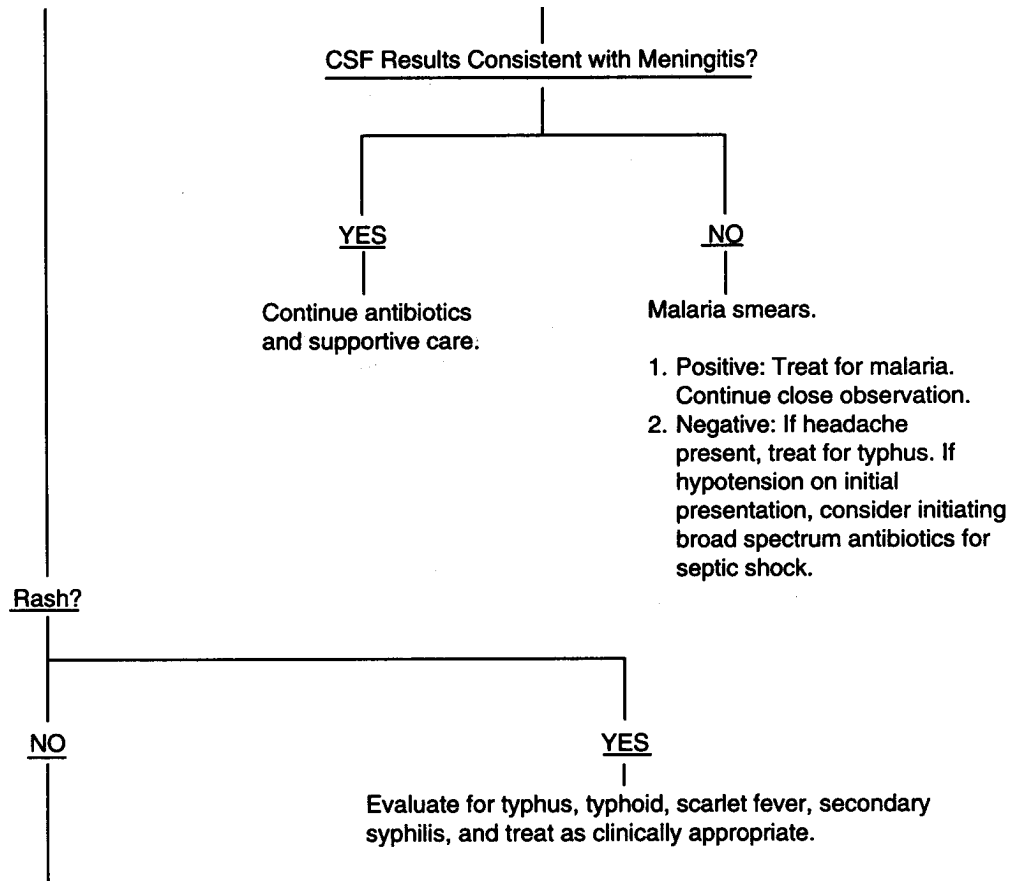 CSF Results Consistent with Meningitis?
YES
NO
Continue antibiotics
and supportive care.
Malaria smears.
1. Positive: Treat for malaria.
Continue close observation.
2. Negative: If headache
present, treat for typhus. If
hypotension on initial
presentation, consider initiating
broad spectrum antibiotics for
septic shock.
Rash?
NO
YES
Evaluate for typhus, typhoid, scarlet fever, secondary
syphilis, and treat as clinically appropriate.